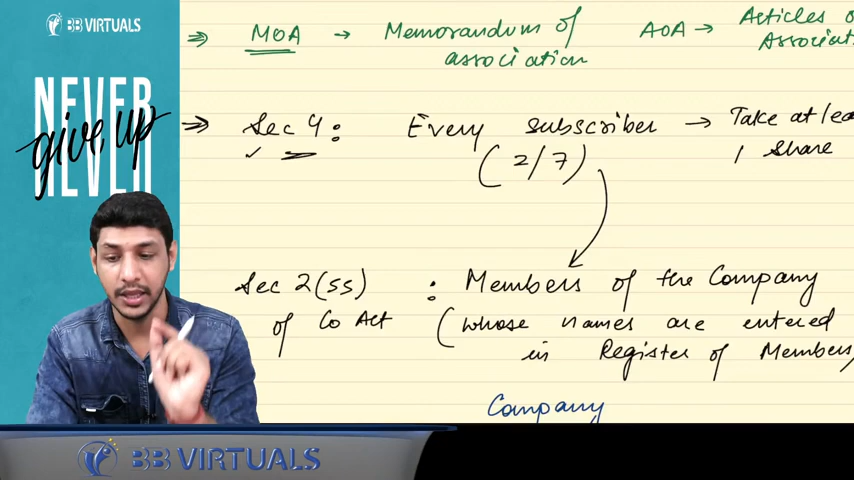 BB VIRTUALS
NEVER
give up
NEVER
⇒ MOA → Memorandum of association
AOA → Articles o
Associat
⇒ Sec 4 : Every subscriber → Take at lea
(2/7)
1 share
Sec 2(55) : Members of the Company
of Co Act (whose names are entered
in Register of Members
Company
BB VIRTUALS